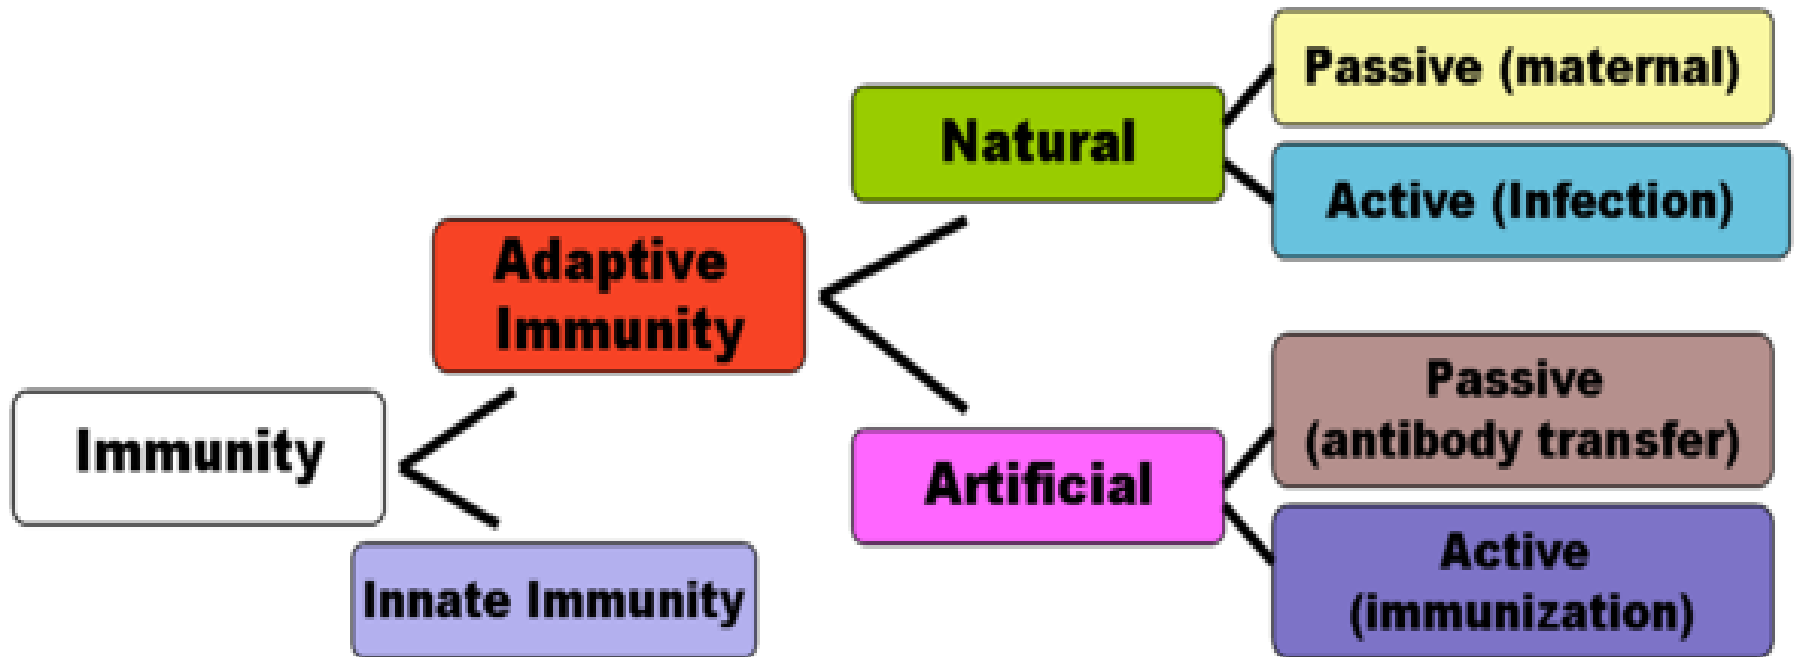 Passive (maternal)
Natural
Active (Infection)
Adaptive
Immunity
Passive
(antibody transfer)
Immunity
Artificial
Active
(immunization)
Innate Immunity